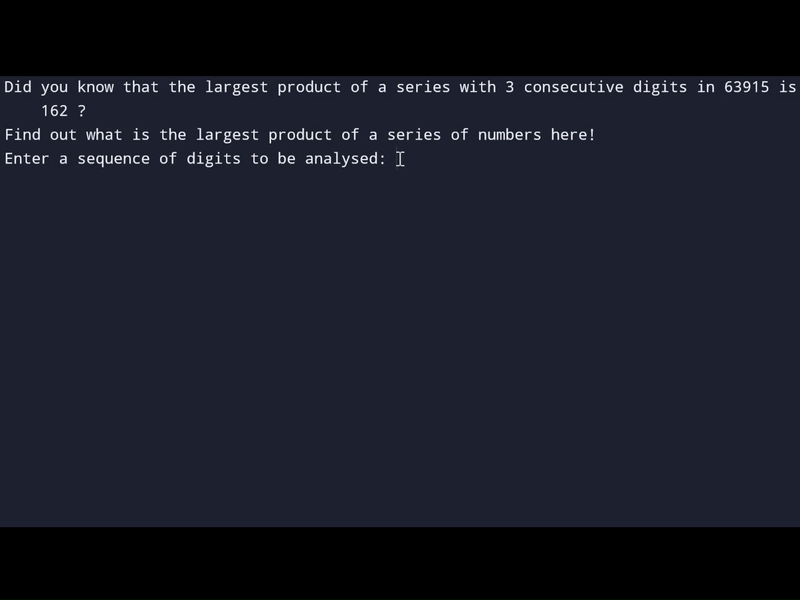 Did you know that the largest product of a series with 3 consecutive digits in 63915 is
162 ?
Find out what is the largest product of a series of numbers here!
Enter a sequence of digits to be analysed: